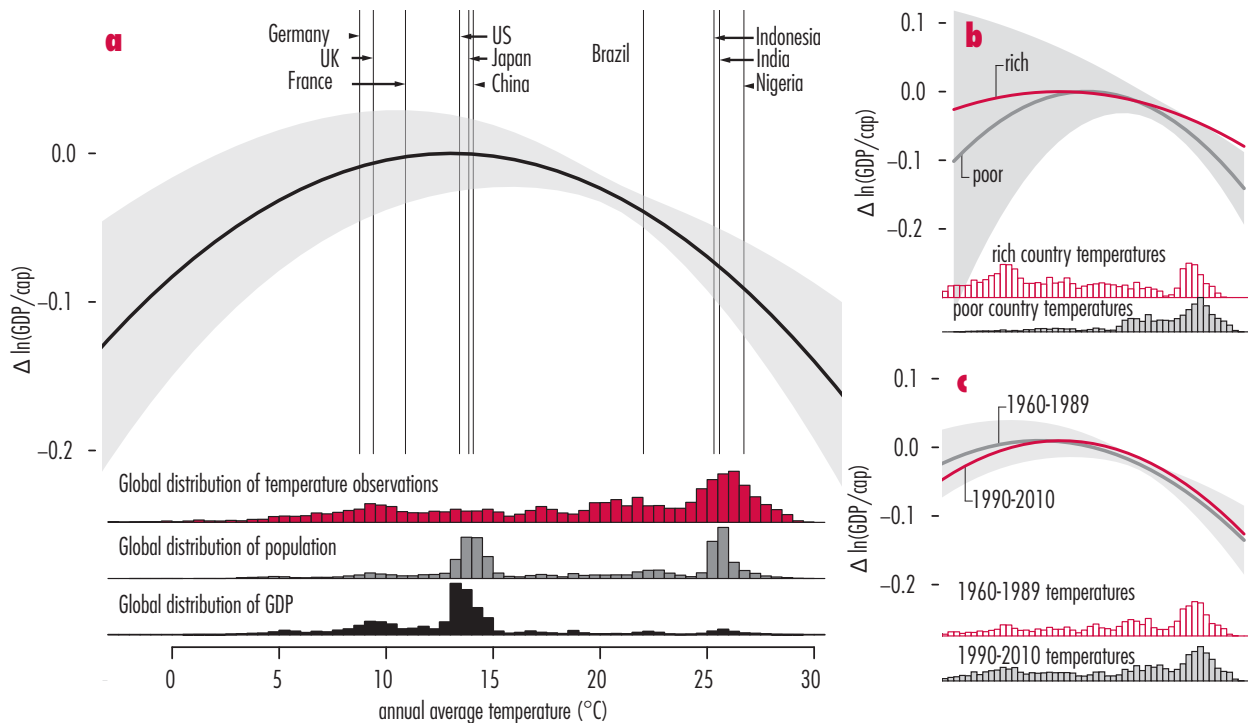 a
Germany
UK
France
US
Japan
China
Brazil
Indonesia
India
Nigeria
Δ ln(GDP/cap)
0.0
−0.1
−0.2
Global distribution of temperature observations
Global distribution of population
Global distribution of GDP
0 5 10 15 20 25 30
annual average temperature (°C)
b
Δ ln(GDP/cap)
0.1
0.0
−0.1
−0.2
rich
poor
rich country temperatures
poor country temperatures
c
Δ ln(GDP/cap)
0.1
0.0
−0.1
−0.2
1960-1989
1990-2010
1960-1989 temperatures
1990-2010 temperatures